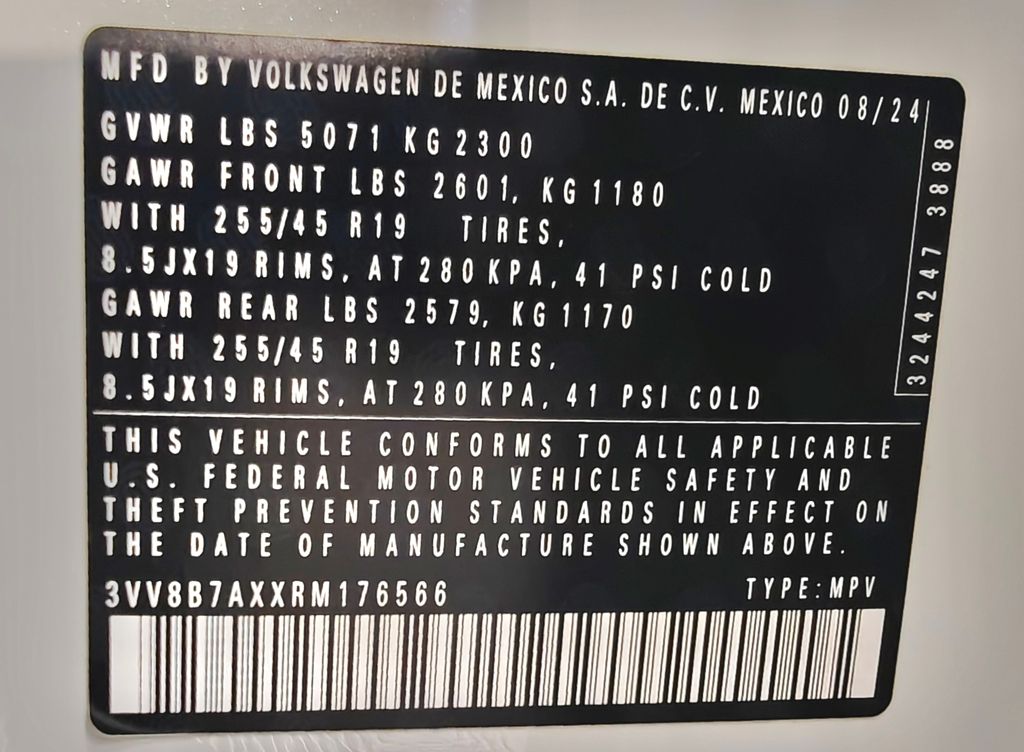 MFD BY VOLKSWAGEN DE MEXICO S.A. DE C.V. MEXICO 08/24
GVWR LBS 5071 KG 2300
GAWR FRONT LBS 2601, KG 1180
WITH 255/45 R19 TIRES,
8.5JX19 RIMS, AT 280 KPA, 41 PSI COLD
GAWR REAR LBS 2579, KG 1170
WITH 255/45 R19 TIRES,
8.5JX19 RIMS, AT 280 KPA, 41 PSI COLD
3244247 3888
THIS VEHICLE CONFORMS TO ALL APPLICABLE
U.S. FEDERAL MOTOR VEHICLE SAFETY AND
THEFT PREVENTION STANDARDS IN EFFECT ON
THE DATE OF MANUFACTURE SHOWN ABOVE.
3VV8B7AXXRM176566 TYPE:MPV